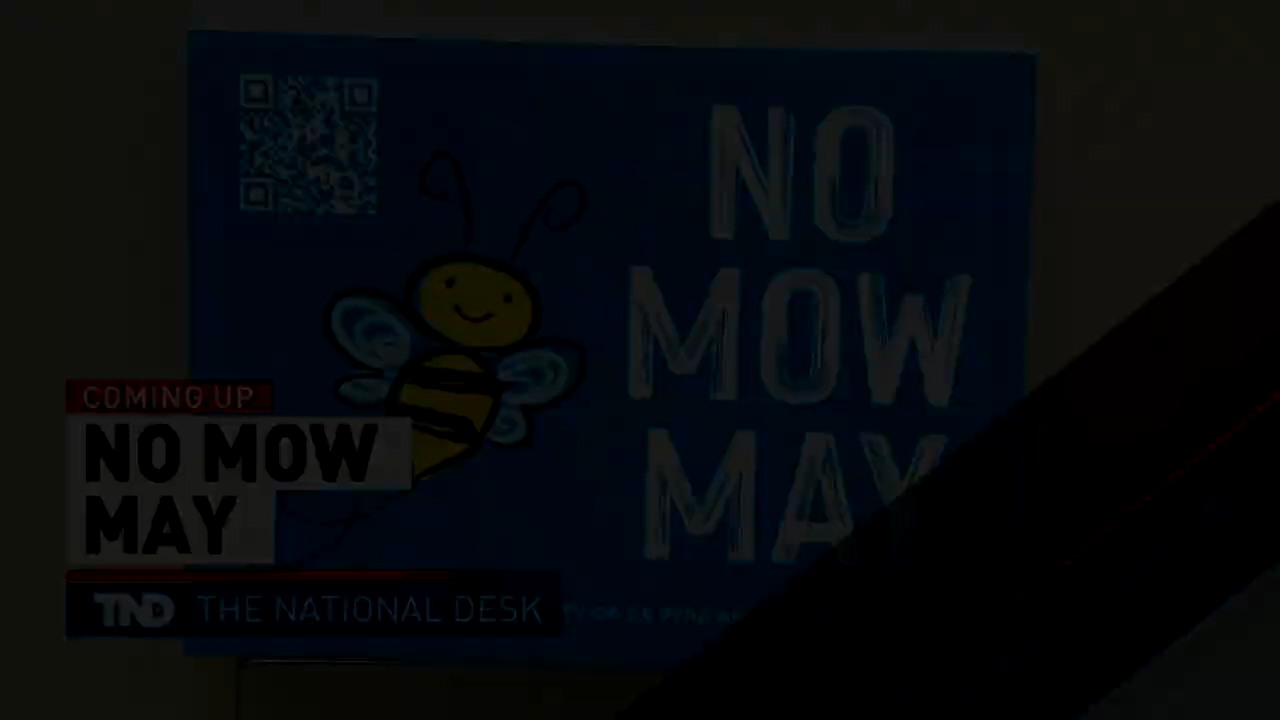 NO
MOW
MAY
COMING UP
NO MOW
MAY
TND THE NATIONAL DESK